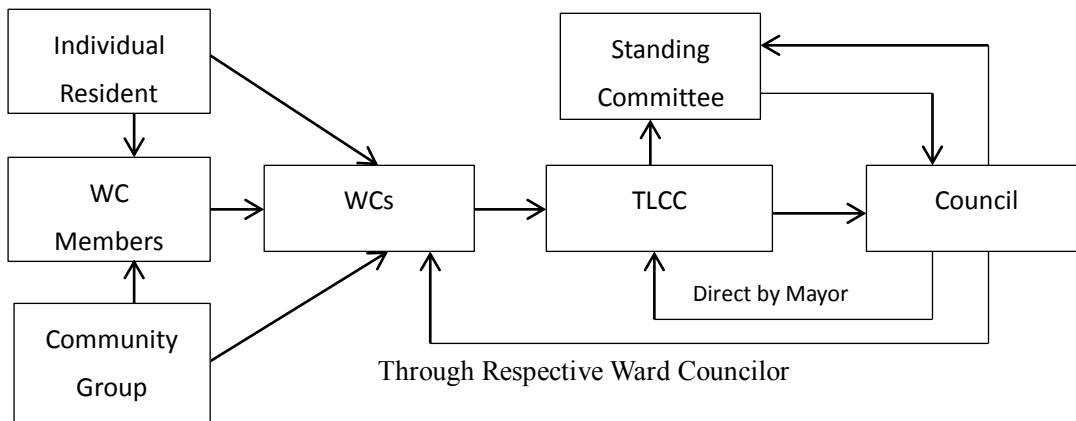 Individual
Resident
Standing
Committee
WC
Members
WCs
TLCC
Council
Direct by Mayor
Community
Group
Through Respective Ward Councilor